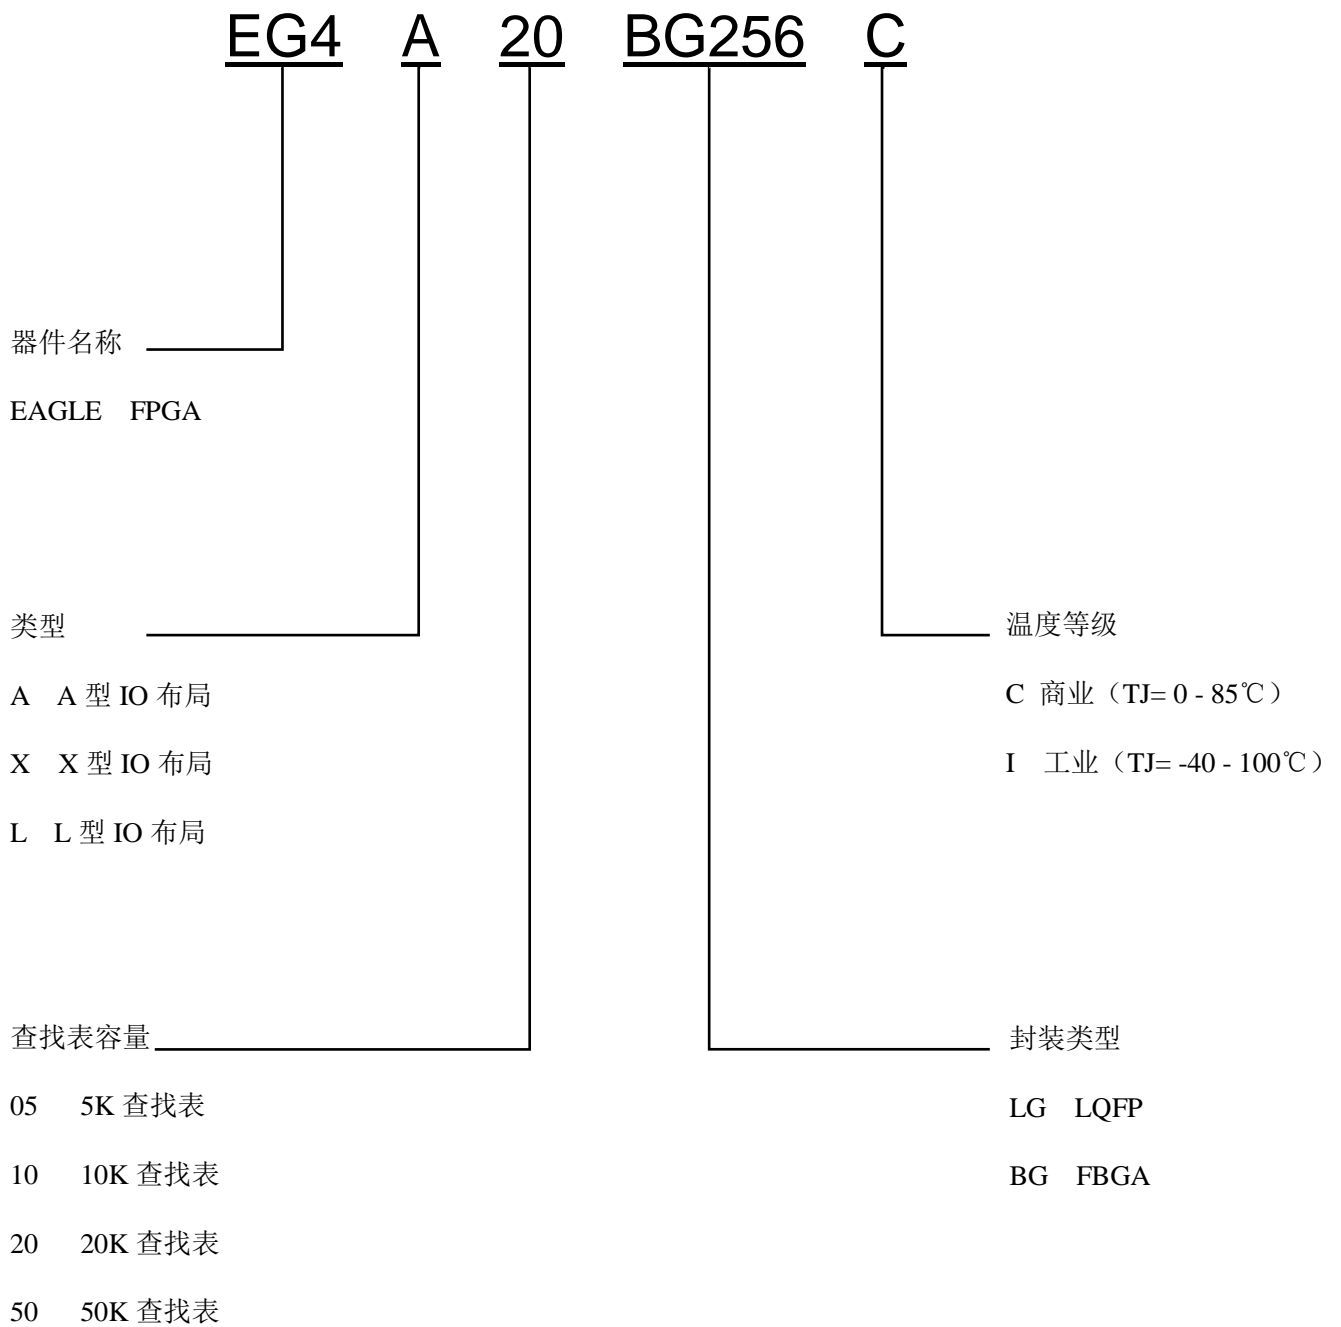 EG4 A 20 BG256 C
器件名称
EAGLE FPGA
类型
A A 型 IO 布局
X X 型 IO 布局
L L 型 IO 布局
温度等级
C 商业（TJ= 0 - 85℃）
I 工业（TJ= -40 - 100℃）
查找表容量
05 5K 查找表
10 10K 查找表
20 20K 查找表
50 50K 查找表
封装类型
LG LQFP
BG FBGA